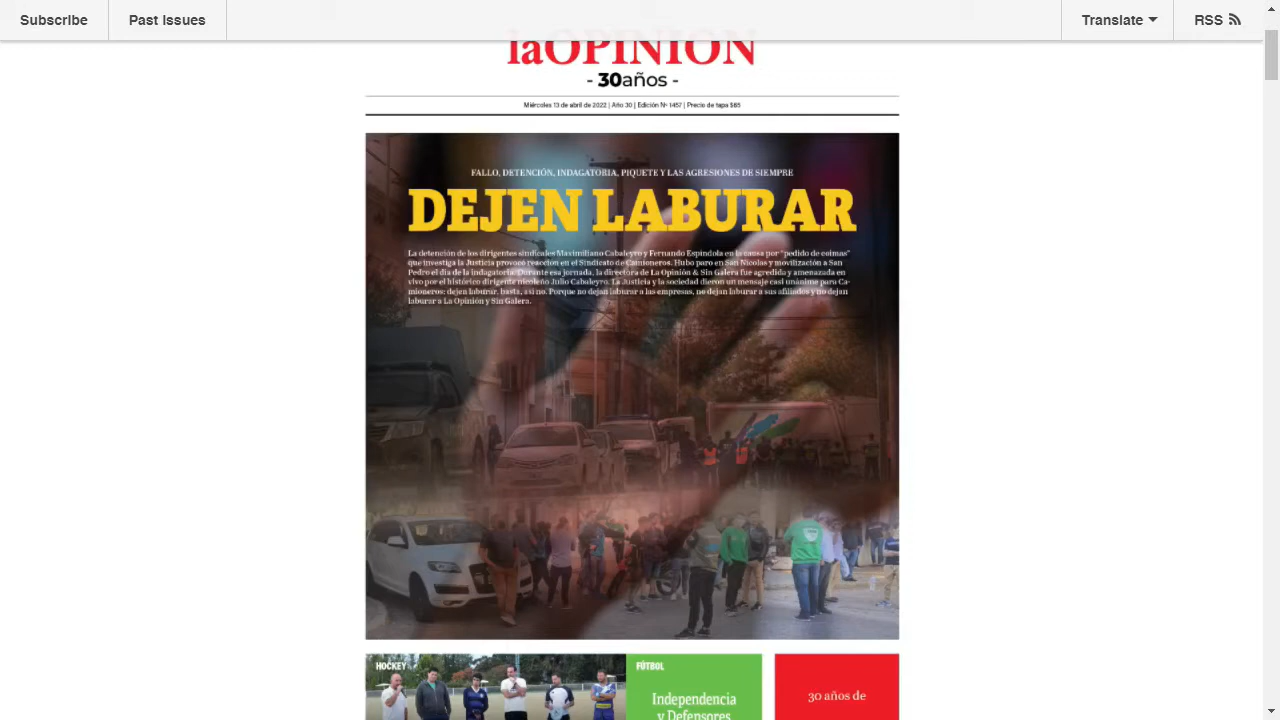 Subscribe
Past Issues
Translate
RSS
laOPINION
- 30años -
Miércoles 13 de abril de 2022 | Año 30 | Edición Nº 1457 | Precio de tapa $65
FALLO, DETENCIÓN, INDAGATORIA, PIQUETE Y LAS AGRESIONES DE SIEMPRE
DEJEN LABURAR
La detención de los dirigentes sindicales Maximiliano Cabaleyro y Fernando Espíndola en la causa por "pedido de coimas"
que investiga la Justicia provocó reacción en el Sindicato de Camioneros. Hubo paro en San Nicolás y movilización a San
Pedro el día de la indagatoria. Durante esa jornada, la directora de La Opinión & Sin Galera fue agredida y amenazada en
vivo por el histórico dirigente nicoleño Julio Cabaleyro. La Justicia y la sociedad dieron un mensaje casi unánime para Ca-
mioneros: dejen laburar, basta, así no. Porque no dejan laburar a las empresas, no dejan laburar a sus afiliados y no dejan
laburar a La Opinión y Sin Galera.
HOCKEY
FÚTBOL
Independencia
y Defensores
30 años de